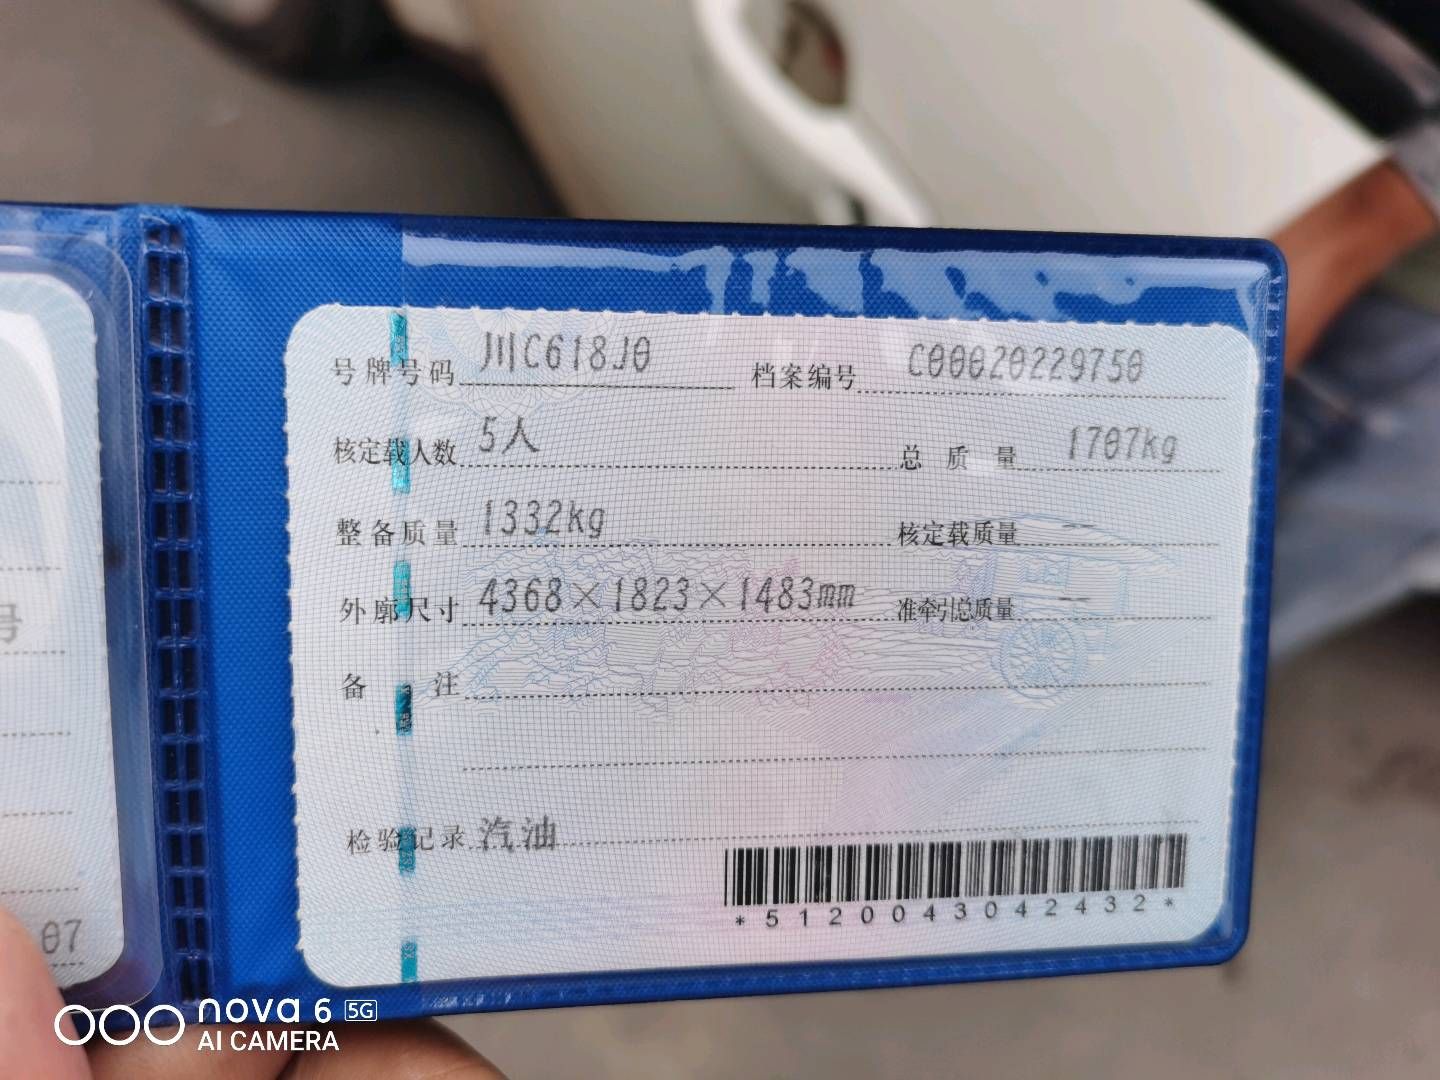 号牌号码 川C618J0 档案编号 C00020229750
核定载人数 5人 总质量 1707kg
整备质量 1332kg 核定载质量 --
外廓尺寸 4368×1823×1483mm 准牵引总质量 --
备注
检验记录 汽油
*5120043042432*
号
07
nova 6 5G
AI CAMERA